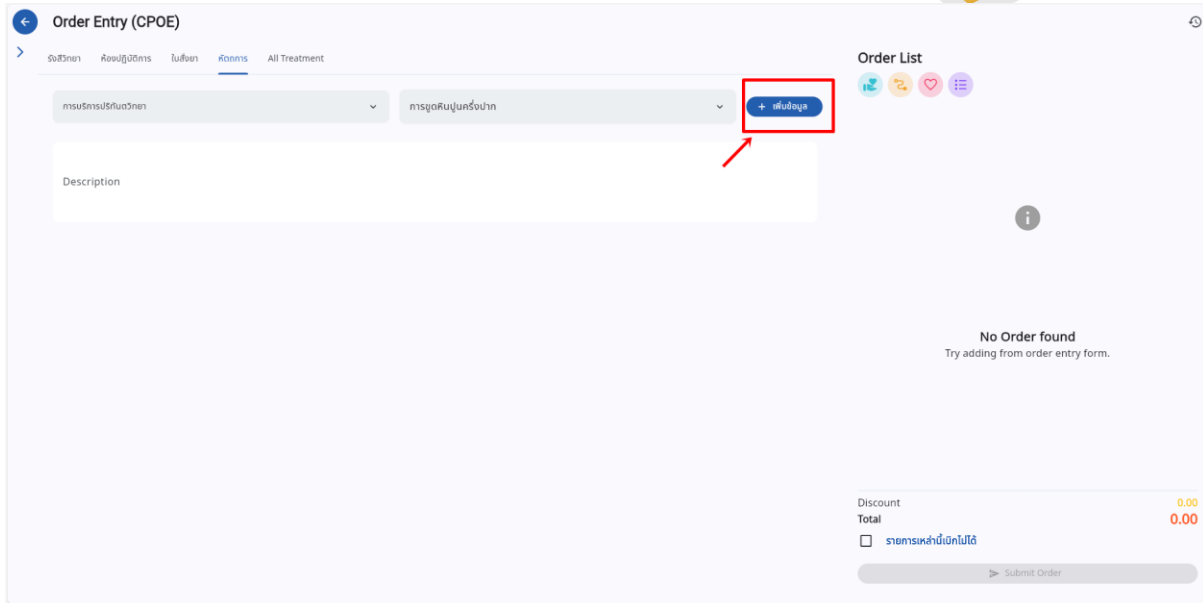 Order Entry (CPOE)
รังสีวิทยา ห้องปฏิบัติการ ใบสั่งยา หัตถการ All Treatment
การบริการปริทันตวิทยา
การขูดหินปูนครึ่งปาก
+ เพิ่มข้อมูล
Description
Order List
No Order found
Try adding from order entry form.
Discount 0.00
Total 0.00
รายการเหล่านี้เบิกไม่ได้
Submit Order